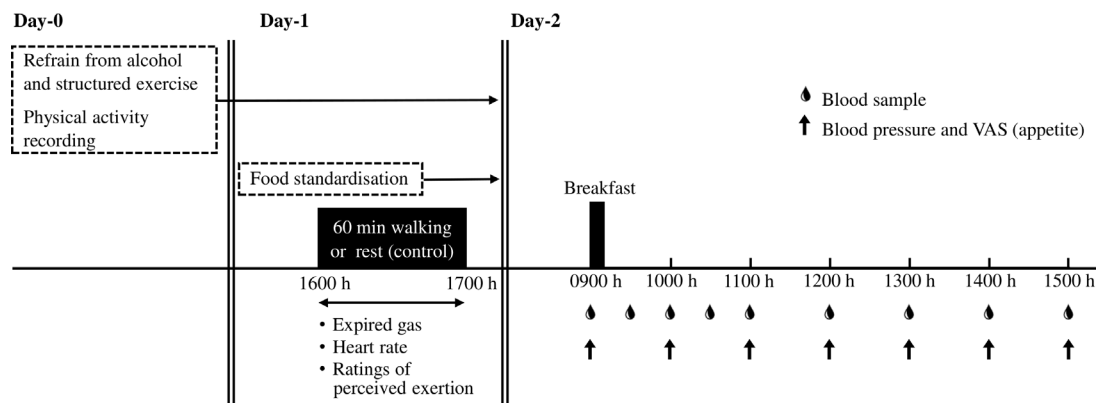 Day-0
Day-1
Day-2
Refrain from alcohol
and structured exercise
Physical activity
recording
Blood sample
Blood pressure and VAS (appetite)
Food standardisation
Breakfast
60 min walking
or rest (control)
1600 h
1700 h
0900 h
1000 h
1100 h
1200 h
1300 h
1400 h
1500 h
• Expired gas
• Heart rate
• Ratings of
perceived exertion